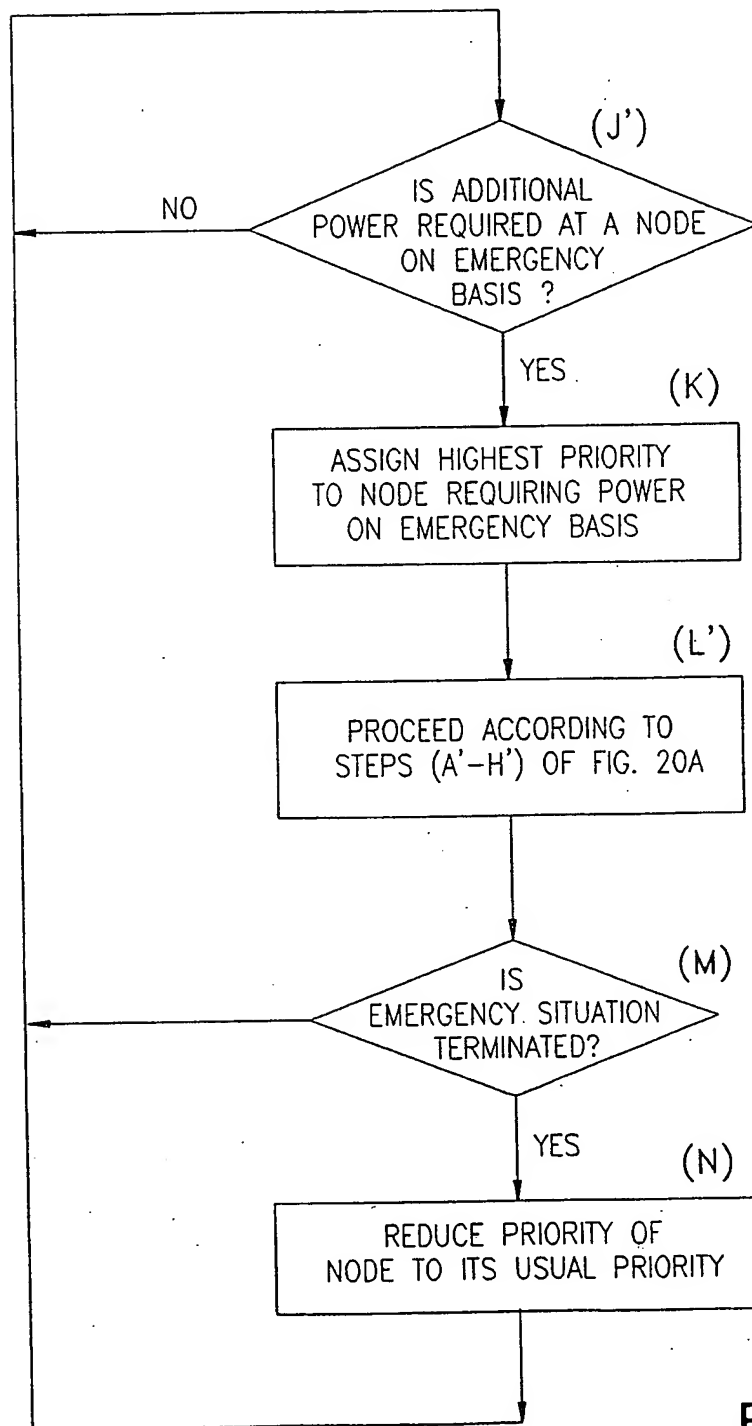 (J')
IS ADDITIONAL
POWER REQUIRED AT A NODE
ON EMERGENCY
BASIS ?
NO
YES
(K)
ASSIGN HIGHEST PRIORITY
TO NODE REQUIRING POWER
ON EMERGENCY BASIS
(L')
PROCEED ACCORDING TO
STEPS (A'-H') OF FIG. 20A
(M)
IS
EMERGENCY SITUATION
TERMINATED?
YES
(N)
REDUCE PRIORITY OF
NODE TO ITS USUAL PRIORITY